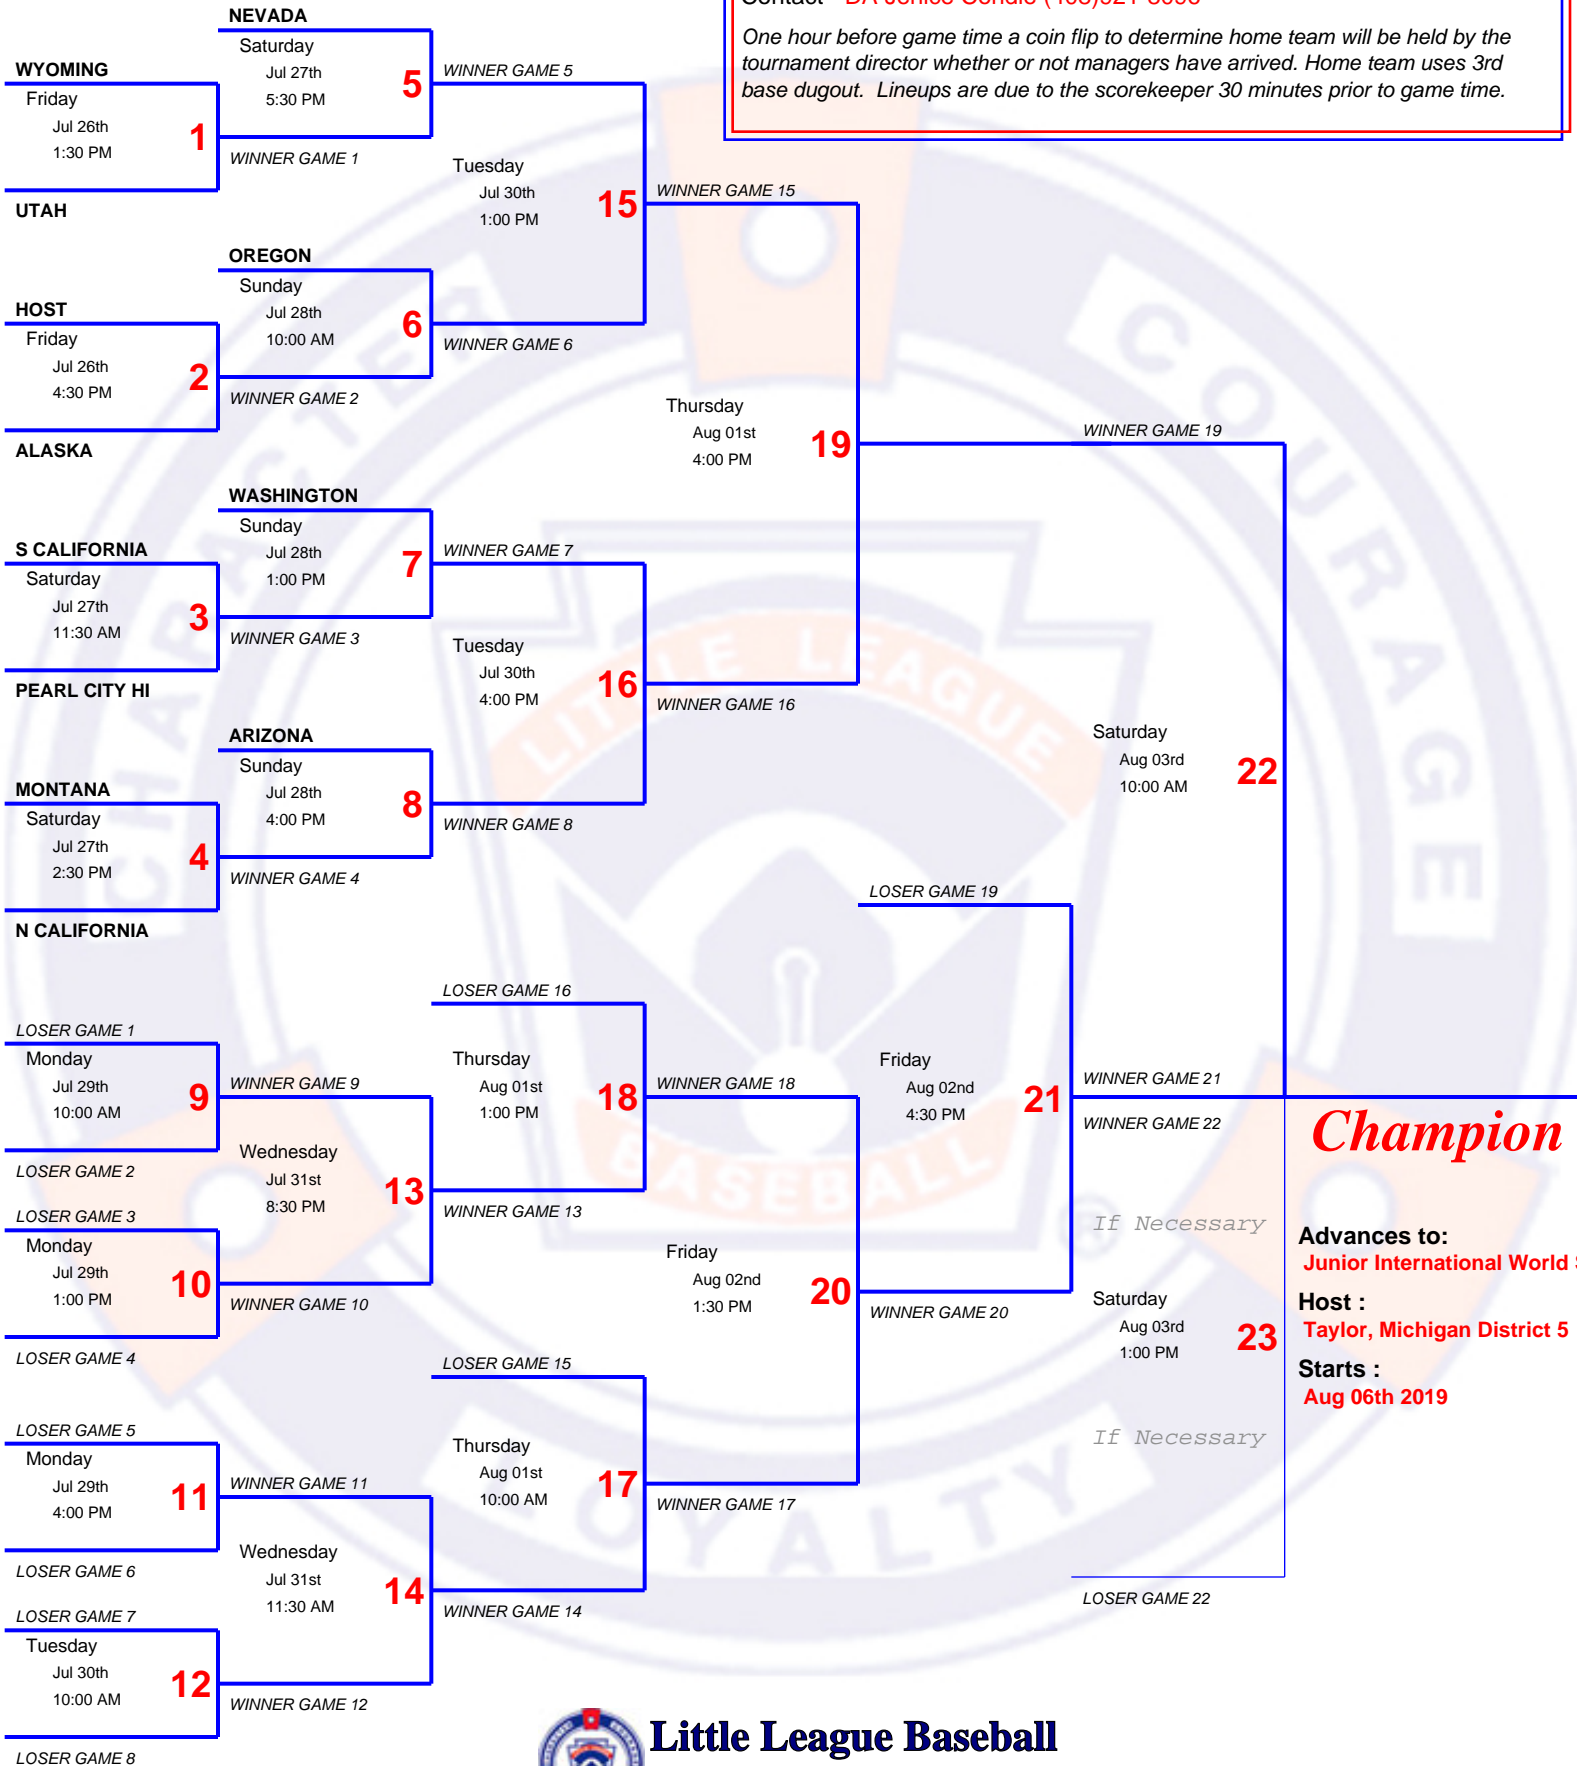 One hour before game time a coin flip to determine home team will be held by the
tournament director whether or not managers have arrived. Home team uses 3rd
base dugout. Lineups are due to the scorekeeper 30 minutes prior to game time.
NEVADA
Saturday
Jul 27th
5:30 PM
5
WINNER GAME 5
WYOMING
Friday
Jul 26th
1:30 PM
1
WINNER GAME 1
UTAH
Tuesday
Jul 30th
1:00 PM
15
WINNER GAME 15
OREGON
Sunday
Jul 28th
10:00 AM
6
WINNER GAME 6
HOST
Friday
Jul 26th
4:30 PM
2
WINNER GAME 2
ALASKA
Thursday
Aug 01st
4:00 PM
19
WINNER GAME 19
WASHINGTON
Sunday
Jul 28th
1:00 PM
7
WINNER GAME 7
S CALIFORNIA
Saturday
Jul 27th
11:30 AM
3
WINNER GAME 3
PEARL CITY HI
Tuesday
Jul 30th
4:00 PM
16
WINNER GAME 16
ARIZONA
Sunday
Jul 28th
4:00 PM
8
WINNER GAME 8
MONTANA
Saturday
Jul 27th
2:30 PM
4
WINNER GAME 4
N CALIFORNIA
Saturday
Aug 03rd
10:00 AM
22
LOSER GAME 19
LOSER GAME 16
LOSER GAME 1
Monday
Jul 29th
10:00 AM
9
WINNER GAME 9
LOSER GAME 2
Thursday
Aug 01st
1:00 PM
18
WINNER GAME 18
Friday
Aug 02nd
4:30 PM
21
WINNER GAME 21
WINNER GAME 22
Champion
Wednesday
Jul 31st
8:30 PM
13
WINNER GAME 13
LOSER GAME 3
Monday
Jul 29th
1:00 PM
10
WINNER GAME 10
LOSER GAME 4
Friday
Aug 02nd
1:30 PM
20
WINNER GAME 20
If Necessary
Saturday
Aug 03rd
1:00 PM
23
If Necessary
Advances to:
Junior International World
Host :
Taylor, Michigan District 5
Starts :
Aug 06th 2019
LOSER GAME 15
LOSER GAME 5
Monday
Jul 29th
4:00 PM
11
WINNER GAME 11
LOSER GAME 6
Thursday
Aug 01st
10:00 AM
17
WINNER GAME 17
Wednesday
Jul 31st
11:30 AM
14
WINNER GAME 14
LOSER GAME 22
LOSER GAME 7
Tuesday
Jul 30th
10:00 AM
12
WINNER GAME 12
LOSER GAME 8
Little League Baseball
CHARACTER
COURAGE
LOYALTY
LITTLE LEAGUE
BASEBALL
®